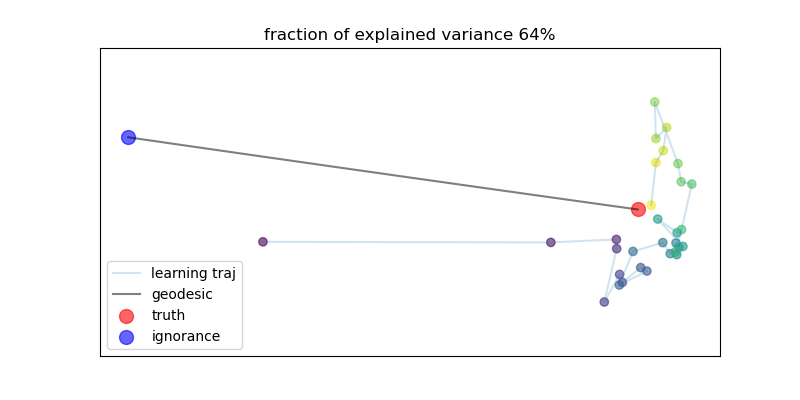 fraction of explained variance 64%
learning traj
geodesic
truth
ignorance